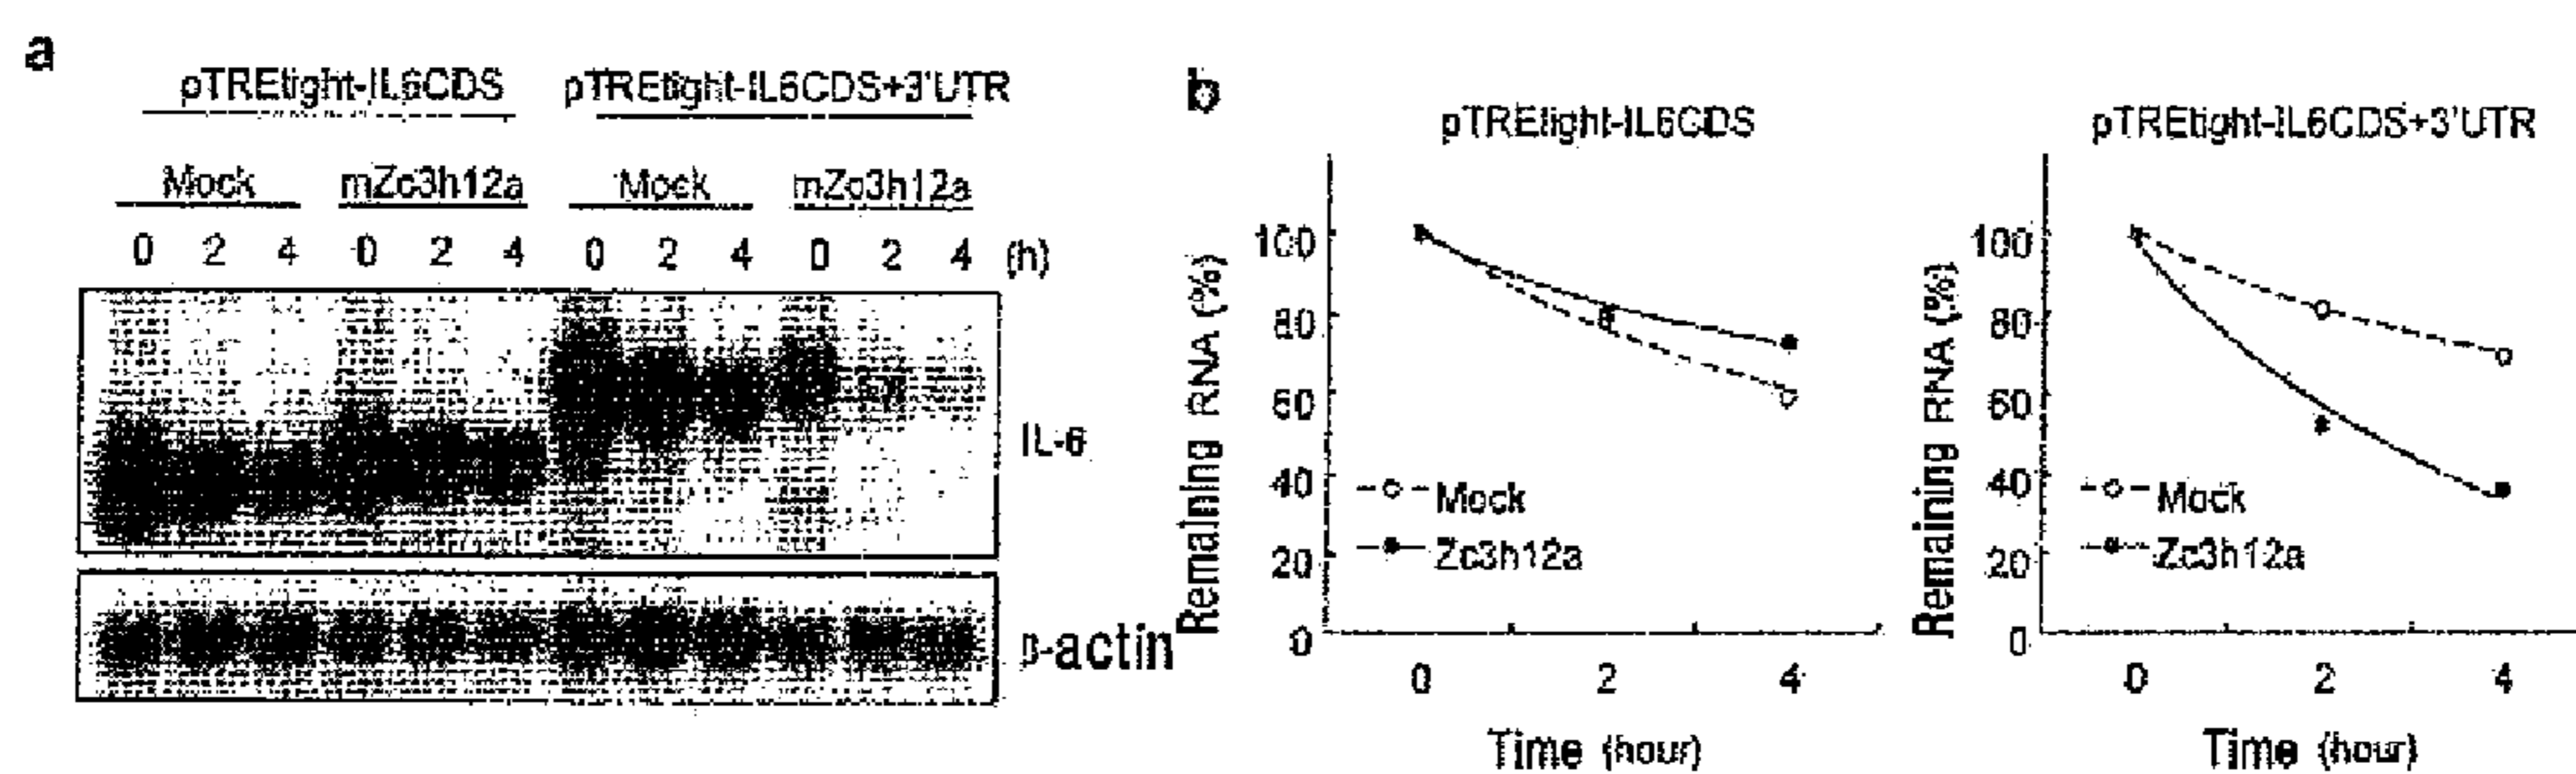 a
pTREtight-IL6CDS pTREtight-IL6CDS+3'UTR
Mock mZc3h12a Mock mZc3h12a
0 2 4 0 2 4 0 2 4 0 2 4 (h)
IL-6
β-actin
b
pTREtight-IL6CDS
Remaining RNA (%)
100
80
60
40
20
0
Mock
Zc3h12a
0 2 4
Time (hour)
pTREtight-IL6CDS+3'UTR
Remaining RNA (%)
100
80
60
40
20
0
Mock
Zc3h12a
0 2 4
Time (hour)